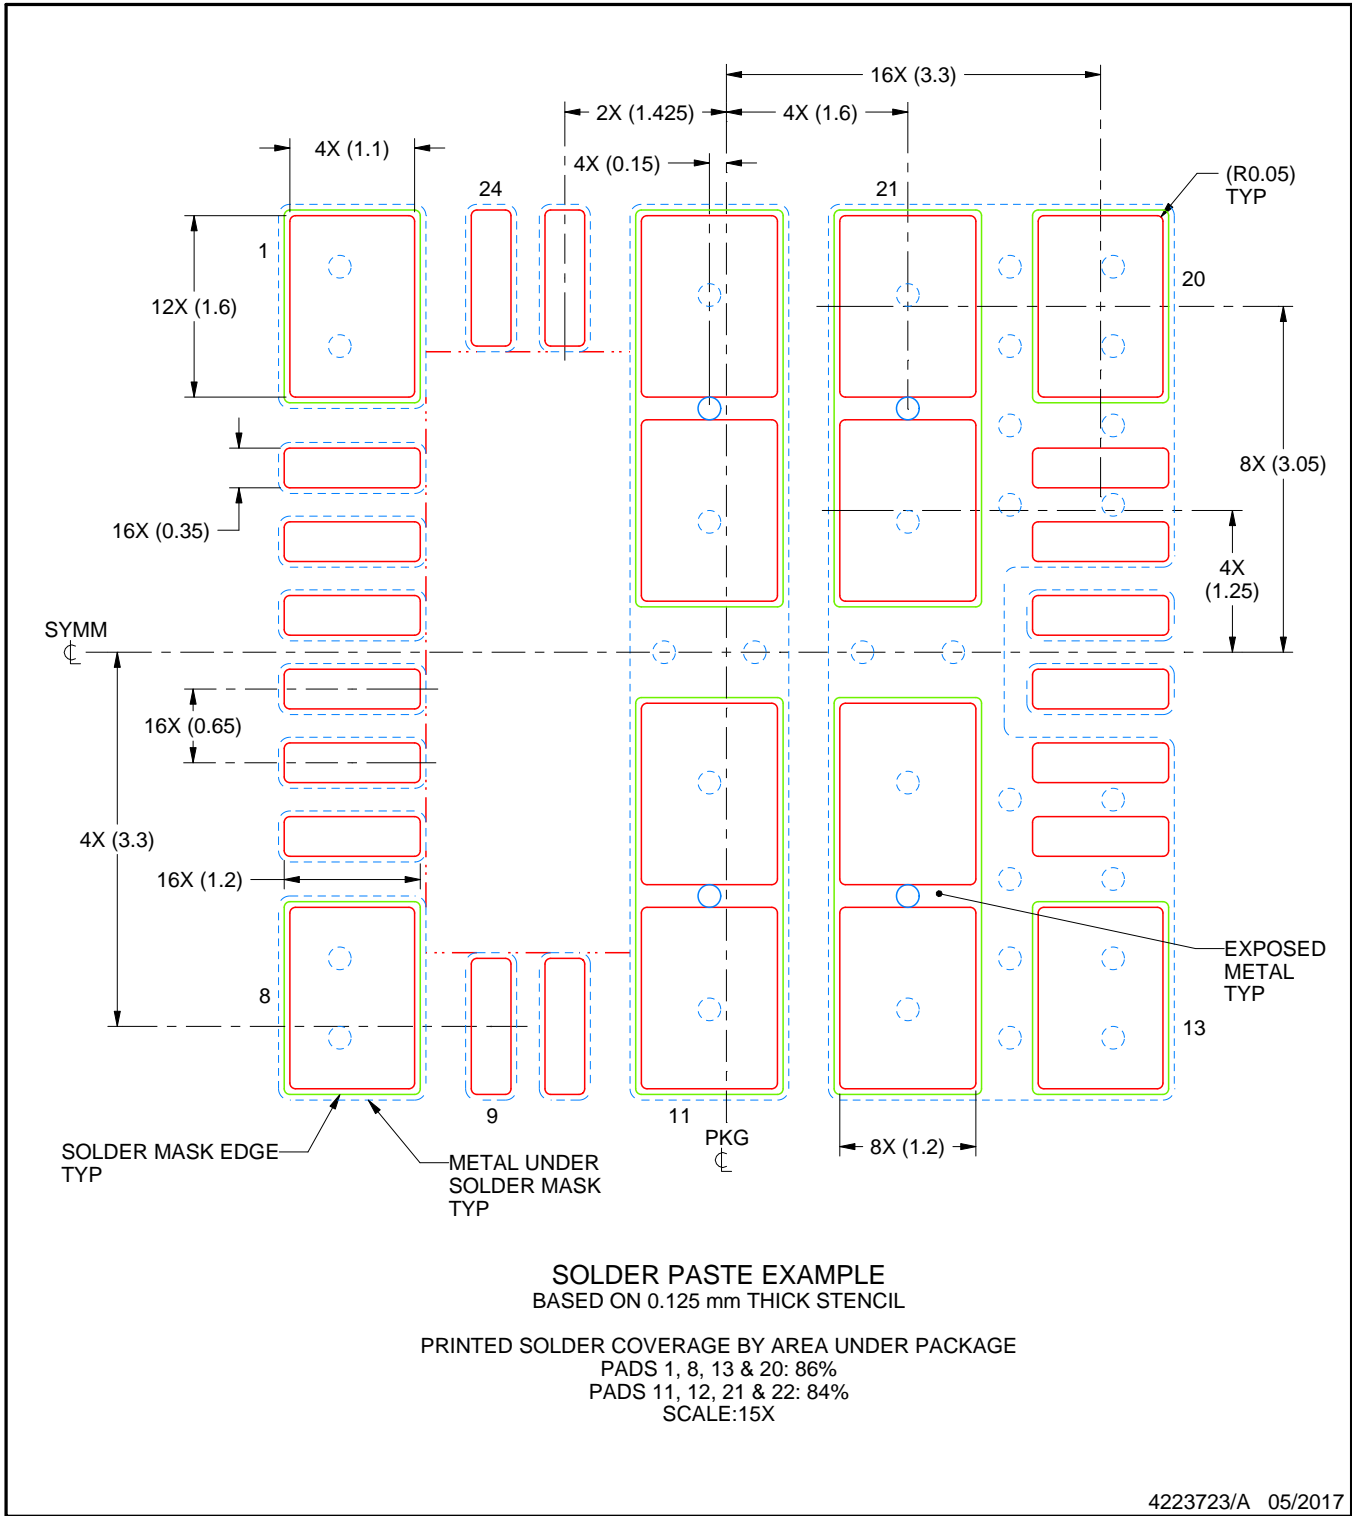 16X (3.3)
2X (1.425)
4X (1.6)
4X (1.1)
4X (0.15)
24
21
(R0.05)
TYP
1
20
12X (1.6)
8X (3.05)
16X (0.35)
4X
(1.25)
SYMM
16X (0.65)
4X (3.3)
16X (1.2)
EXPOSED
METAL
TYP
8
13
9
11
PKG
8X (1.2)
SOLDER MASK EDGE
TYP
METAL UNDER
SOLDER MASK
TYP
SOLDER PASTE EXAMPLE
BASED ON 0.125 mm THICK STENCIL
PRINTED SOLDER COVERAGE BY AREA UNDER PACKAGE
PADS 1, 8, 13 & 20: 86%
PADS 11, 12, 21 & 22: 84%
SCALE:15X
4223723/A 05/2017